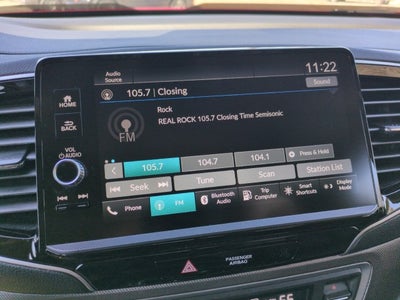 11:22
Audio Source
Sound
105.7 | Closing
Rock
REAL ROCK 105.7 Closing Time Semisonic
FM
HOME
BACK
VOL
AUDIO
105.7 104.7 104.1 Press & Hold
Seek Tune Scan Station List
Phone FM Bluetooth Audio Trip Computer Smart Shortcuts Display Mode
PASSENGER
AIRBAG